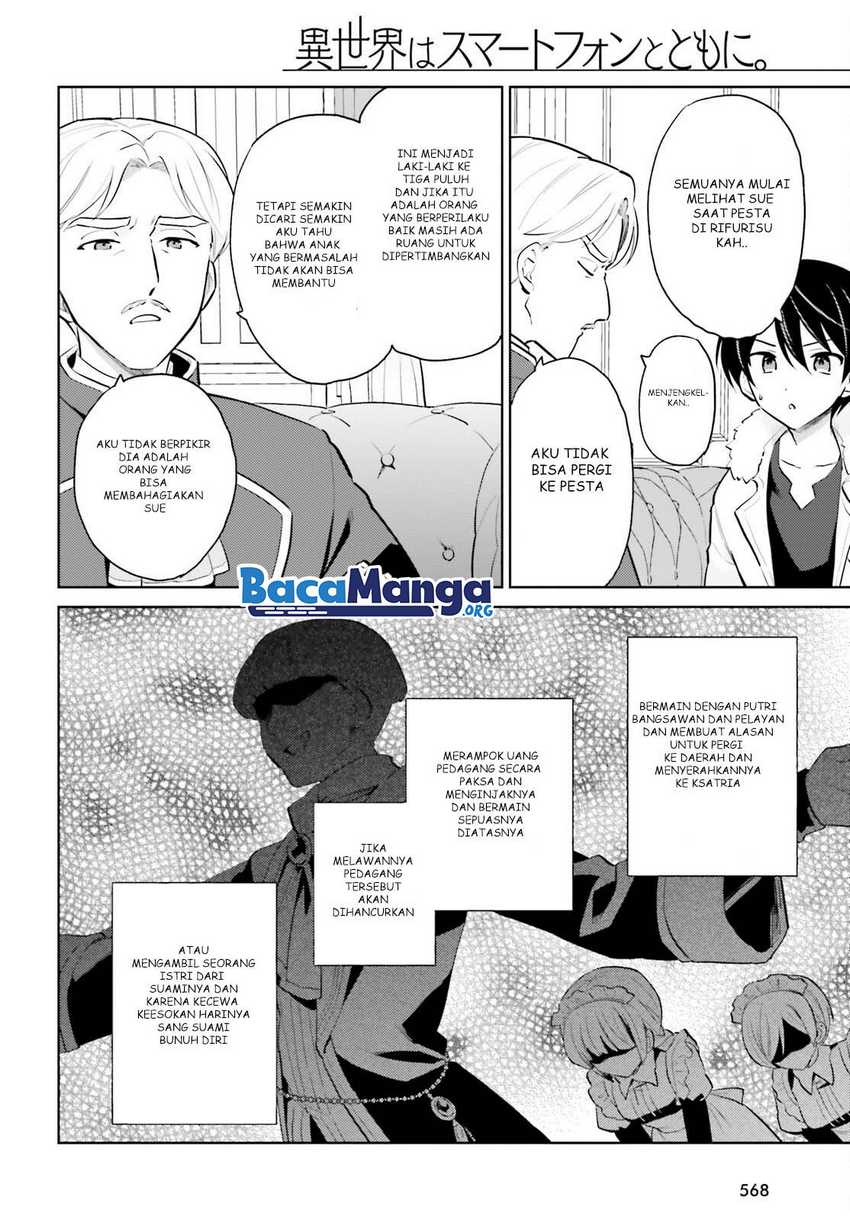 異世界はスマートフォンとともに。
SEMUANYA MULAI
MELIHAT SUE
SAAT PESTA
DI RIFURISU
KAH..
MENJENGKEL-
KAN..
AKU TIDAK
BISA PERGI
KE PESTA
INI MENJADI
LAKI-LAKI KE
TIGA PULUH
DAN JIKA ITU
ADALAH ORANG
YANG BERPERILAKU
BAIK MASIH ADA
RUANG UNTUK
DIPERTIMBANGKAN
TETAPI SEMAKIN
DICARI SEMAKIN
AKU TAHU
BAHWA ANAK
YANG BERMASALAH
TIDAK AKAN BISA
MEMBANTU
AKU TIDAK BERPIKIR
DIA ADALAH
ORANG YANG
BISA
MEMBAHAGIAKAN
SUE
BacaManga
.ORG
BERMAIN DENGAN PUTRI
BANGSAWAN DAN PELAYAN
DAN MEMBUAT ALASAN
UNTUK PERGI
KE DAERAH DAN
MENYERAHKANNYA
KE KSATRIA
MERAMPOK UANG
PEDAGANG SECARA
PAKSA DAN
MENGINJAKNYA
DAN BERMAIN
SEPUASNYA
DIATASNYA
JIKA
MELAWANNYA
PEDAGANG
TERSEBUT
AKAN
DIHANCURKAN
ATAU
MENGAMBIL SEORANG
ISTRI DARI
SUAMINYA DAN
KARENA KECEWA
KEESOKAN HARINYA
SANG SUAMI
BUNUH DIRI
568